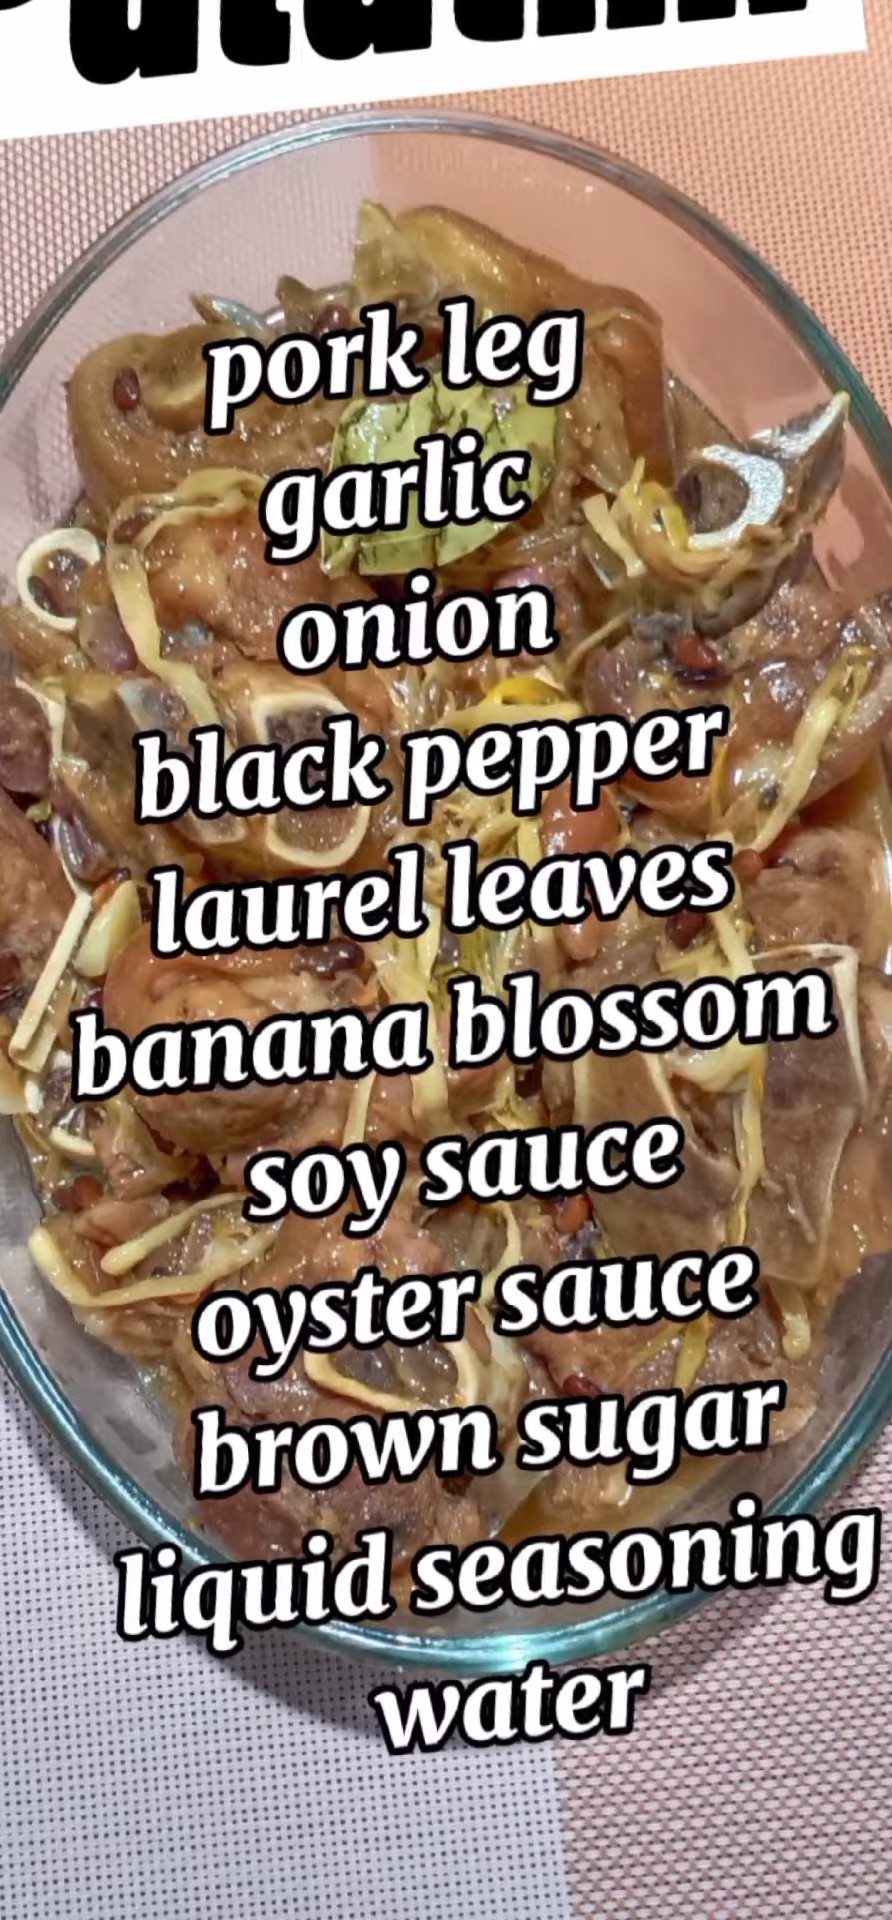 pork leg
garlic
onion
black pepper
laurel leaves
banana blossom
soy sauce
oyster sauce
brown sugar
liquid seasoning
water